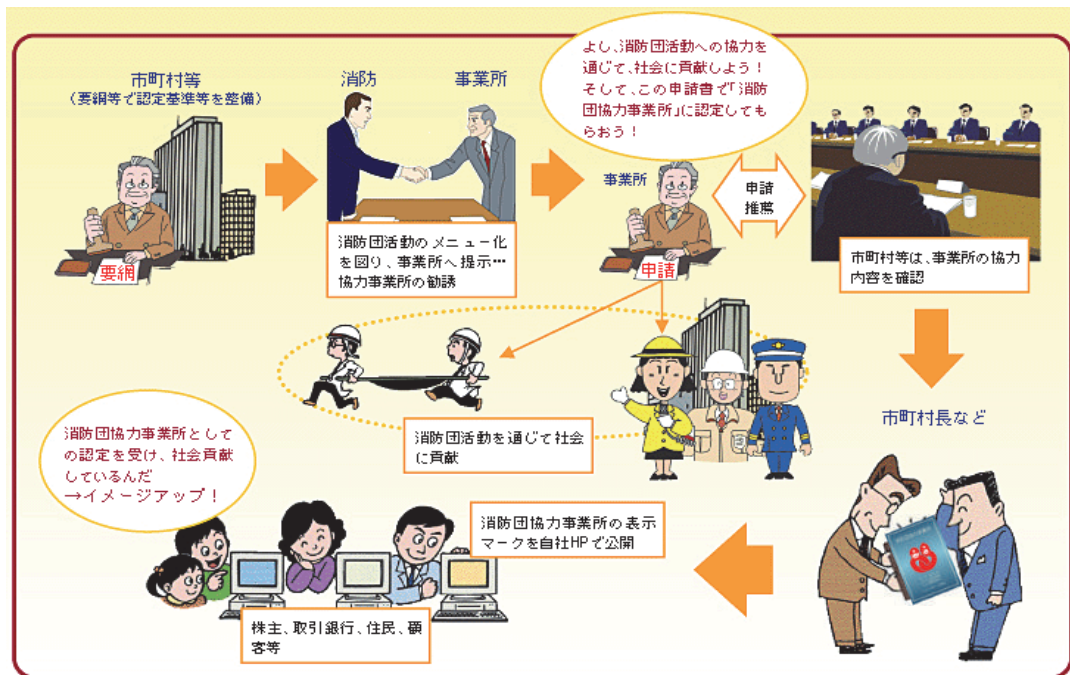 市町村等
（要綱等で認定基準等を整備）
要綱
消防
事業所
消防団活動のメニュー化
を図り、事業所へ提示…
協力事業所の勧誘
よし、消防団活動への協力を
通じて、社会に貢献しよう！
そして、この申請書で「消防
団協力事業所」に認定しても
らおう！
事業所
申請
申請
推薦
市町村等は、事業所の協力
内容を確認
消防団活動を通じて社会
に貢献
市町村長など
消防団協力事業所として
の認定を受け、社会貢献
しているんだ
→イメージアップ！
消防団協力事業所の表示
マークを自社HPで公開
株主、取引銀行、住民、顧
客等